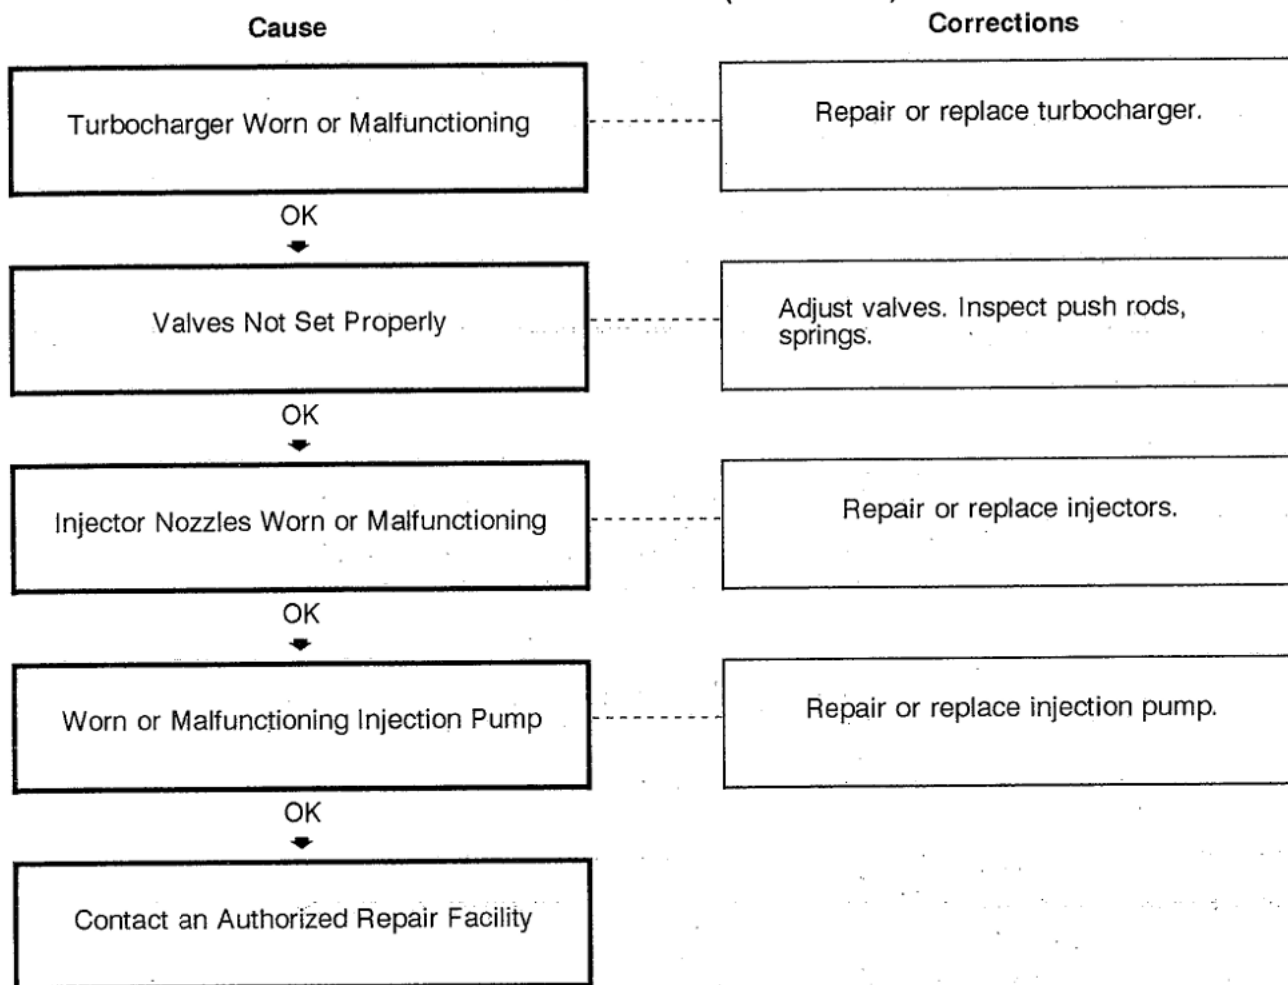 Cause
Corrections
Turbocharger Worn or Malfunctioning
Repair or replace turbocharger.
OK
Valves Not Set Properly
Adjust valves. Inspect push rods,
springs.
OK
Injector Nozzles Worn or Malfunctioning
Repair or replace injectors.
OK
Worn or Malfunctioning Injection Pump
Repair or replace injection pump.
OK
Contact an Authorized Repair Facility